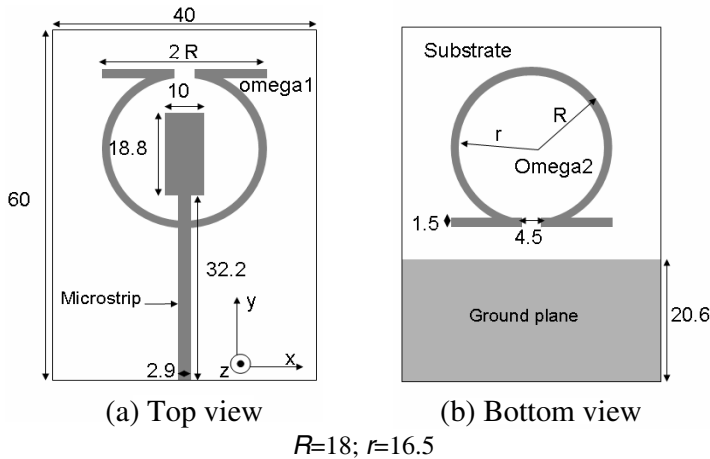 40
2 R
omega1
10
18.8
60
32.2
Microstrip
y
x
z
2.9
(a) Top view
Substrate
R
r
Omega2
1.5
4.5
Ground plane
20.6
(b) Bottom view
R=18; r=16.5